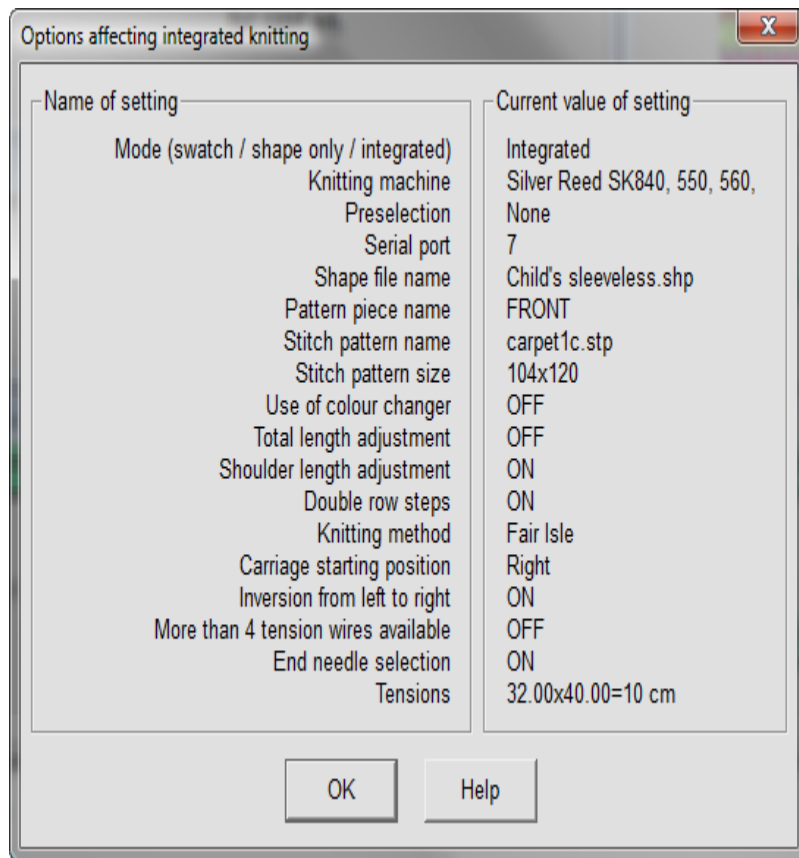 Options affecting integrated knitting
Name of setting Current value of setting
Mode (swatch / shape only / integrated) Integrated
Knitting machine Silver Reed SK840, 550, 560,
Preselection None
Serial port 7
Shape file name Child's sleeveless.shp
Pattern piece name FRONT
Stitch pattern name carpet1c.stp
Stitch pattern size 104x120
Use of colour changer OFF
Total length adjustment OFF
Shoulder length adjustment ON
Double row steps ON
Knitting method Fair Isle
Carriage starting position Right
Inversion from left to right ON
More than 4 tension wires available OFF
End needle selection ON
Tensions 32.00x40.00=10 cm
OK Help